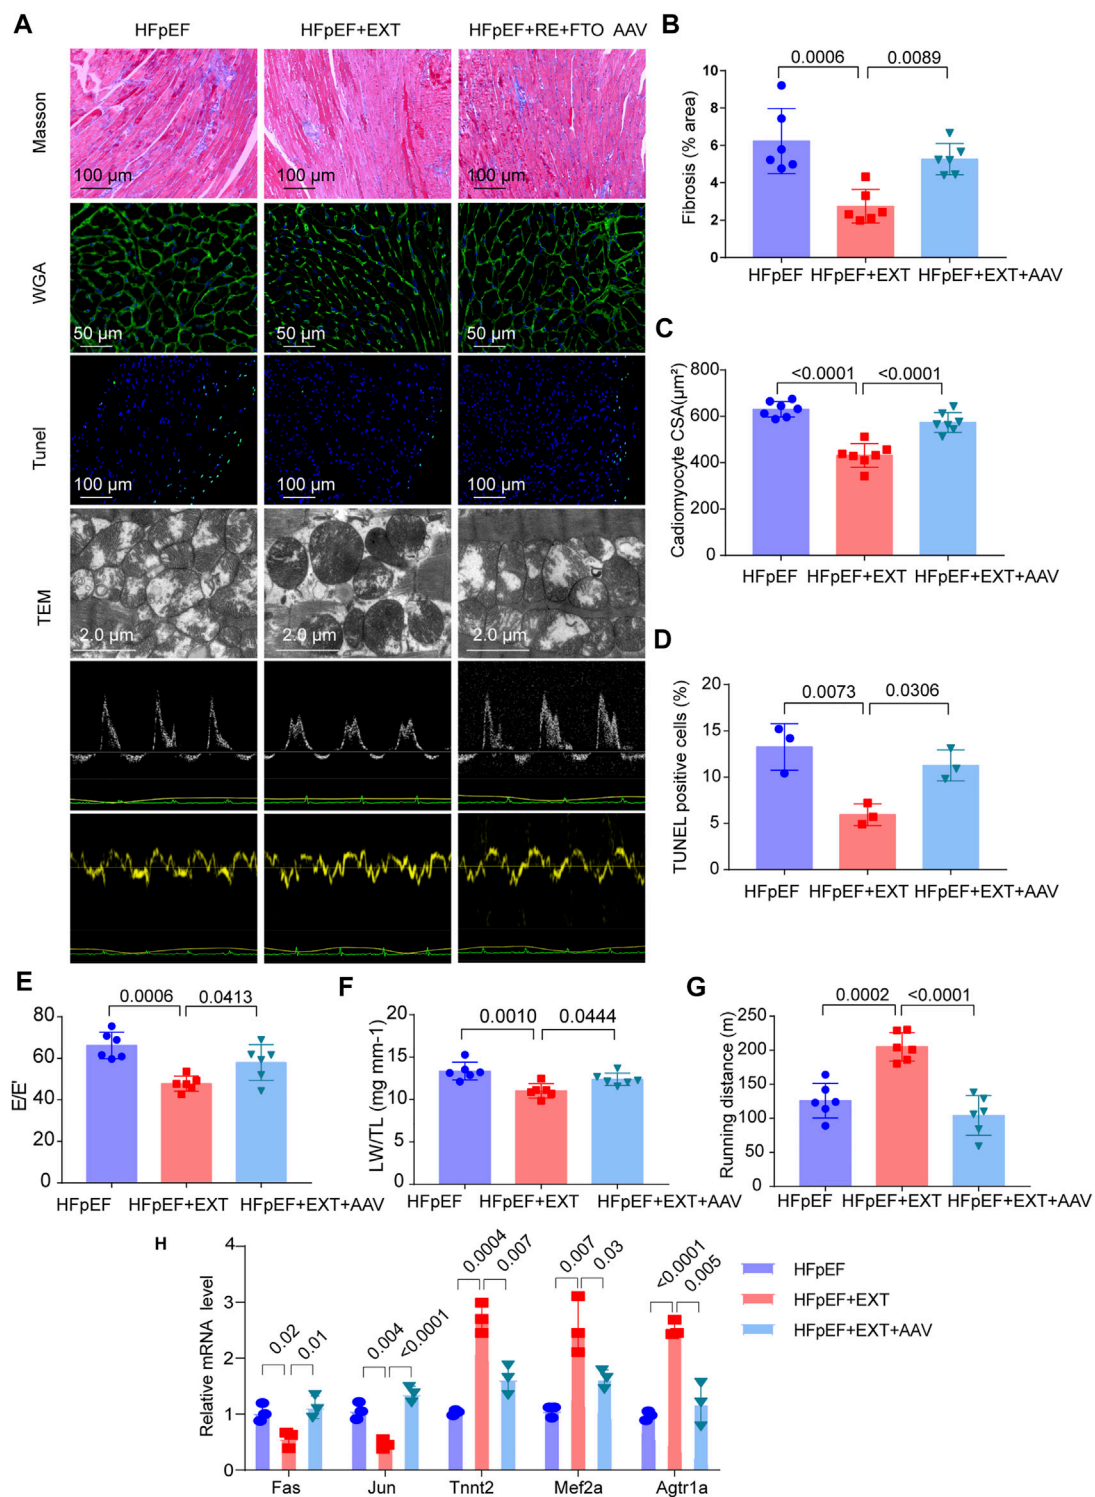 A
HFpEF
HFpEF+EXT
HFpEF+RE+FTO AAV
Masson
100 µm
100 µm
100 µm
WGA
50 µm
50 µm
50 µm
Tunel
100 µm
100 µm
100 µm
TEM
2.0 µm
2.0 µm
2.0 µm
B
0.0006
0.0089
Fibrosis (% area)
10
8
6
4
2
0
HFpEF
HFpEF+EXT
HFpEF+EXT+AAV
C
<0.0001
<0.0001
Cadiomyocyte CSA(µm²)
800
600
400
200
0
HFpEF
HFpEF+EXT
HFpEF+EXT+AAV
D
0.0073
0.0306
TUNEL positive cells (%)
20
15
10
5
0
HFpEF
HFpEF+EXT
HFpEF+EXT+AAV
E
0.0006
0.0413
E/E'
80
60
40
20
0
HFpEF
HFpEF+EXT
HFpEF+EXT+AAV
F
0.0010
0.0444
LW/TL (mg mm-1)
20
15
10
5
0
HFpEF
HFpEF+EXT
HFpEF+EXT+AAV
G
0.0002
<0.0001
Running distance (m)
250
200
150
100
50
0
HFpEF
HFpEF+EXT
HFpEF+EXT+AAV
H
Relative mRNA level
4
3
2
1
0
0.02
0.01
0.004
<0.0001
0.0004
0.007
0.007
0.03
<0.0001
0.005
Fas
Jun
Tnnt2
Mef2a
Agtr1a
HFpEF
HFpEF+EXT
HFpEF+EXT+AAV